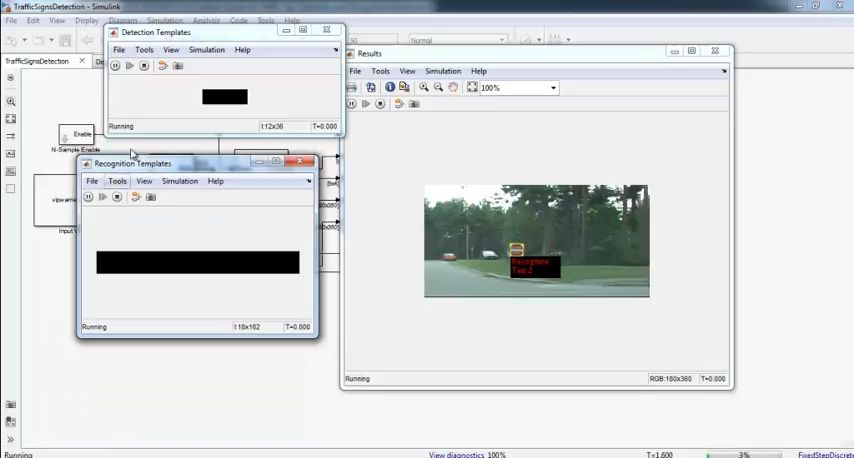 TrafficSignsDetection - Simulink
File Edit View Display Diagram Simulation Analysis Code Tools Help
Normal
TrafficSignsDetection
Detection Templates
File Tools View Simulation Help
Running
I:12x36
T=0.000
Enable
N-Sample Enable
Recognition Templates
File Tools View Simulation Help
Running
I:18x162
T=0.000
Results
File Tools View Simulation Help
100%
Recognize
Tag 2
Running
RGB:180x360
T=0.000
Running
View diagnostics 100%
T=1.600
3%
FixedStepDiscrete